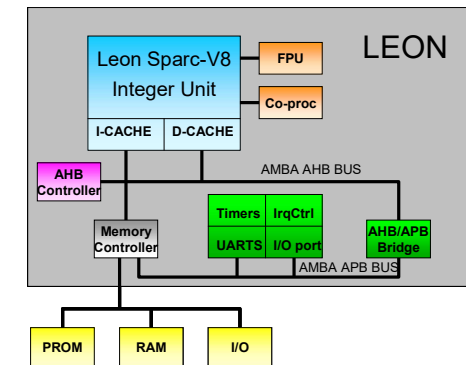 LEON
Leon Sparc-V8
Integer Unit
FPU
Co-proc
I-CACHE
D-CACHE
AHB
Controller
AMBA AHB BUS
Timers
IrqCtrl
UARTS
I/O port
Memory
Controller
AHB/APB
Bridge
AMBA APB BUS
PROM
RAM
I/O